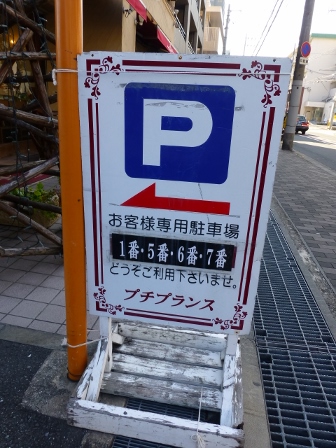 P
お客様専用駐車場
1番・5番・6番・7番
どうぞご利用下さいませ。
プチプランス